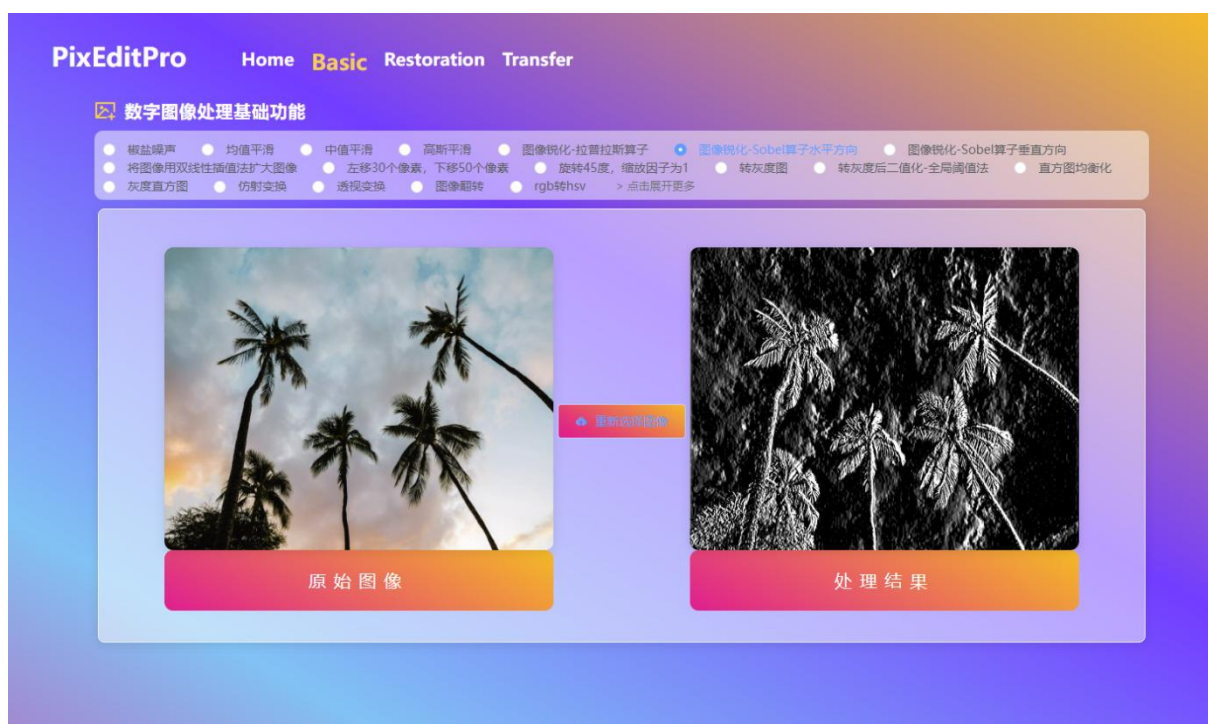 PixEditPro Home Basic Restoration Transfer
数字图像处理基础功能
椒盐噪声 均值平滑 中值平滑 高斯平滑 图像锐化-拉普拉斯算子 图像锐化-Sobel算子水平方向 图像锐化-Sobel算子垂直方向
将图像用双线性插值法扩大图像 左移30个像素，下移50个像素 旋转45度，缩放因子为1 转灰度图 转灰度后二值化-全局阈值法 直方图均衡化
灰度直方图 仿射变换 透视变换 图像翻转 rgb转hsv > 点击展开更多
重新选择图像
原始图像 处理结果